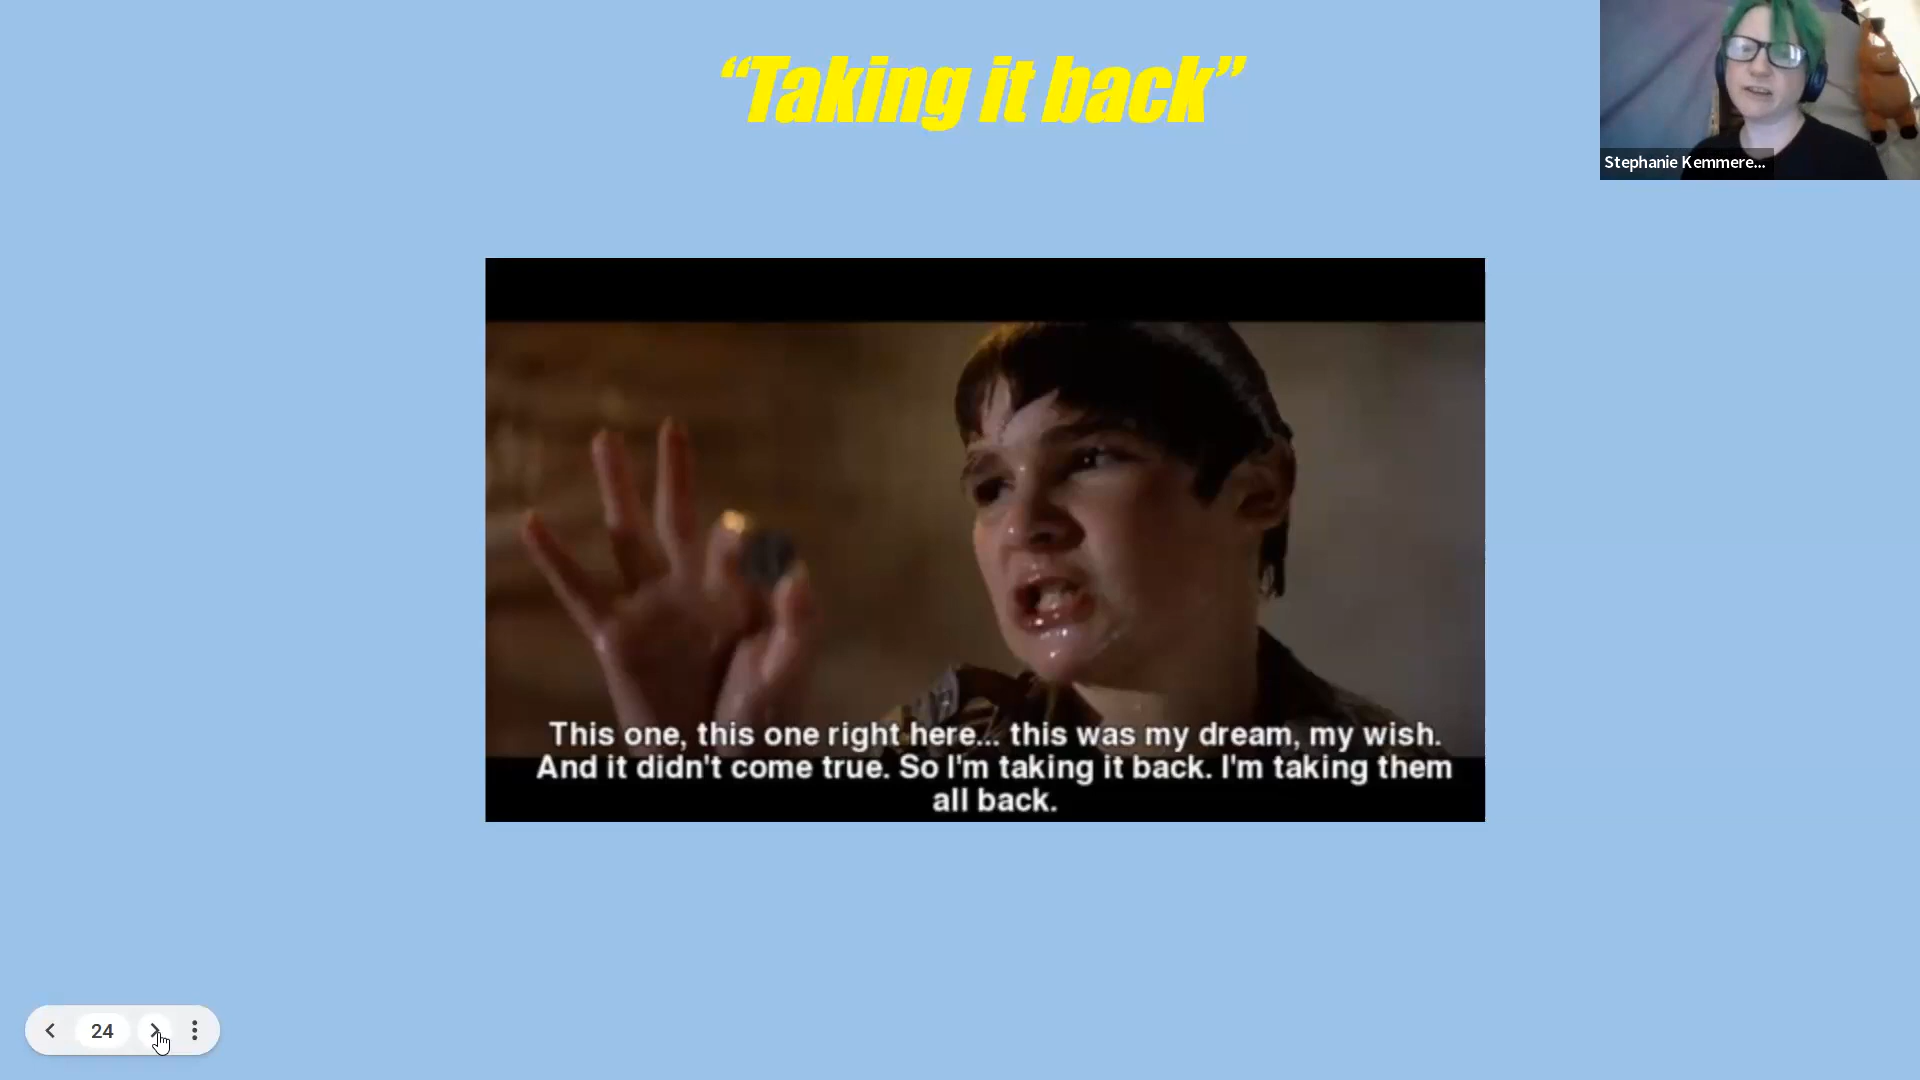 “Taking it back”
Stephanie Kemmere...
This one, this one right here... this was my dream, my wish.
And it didn't come true. So I'm taking it back. I'm taking them
all back.
24